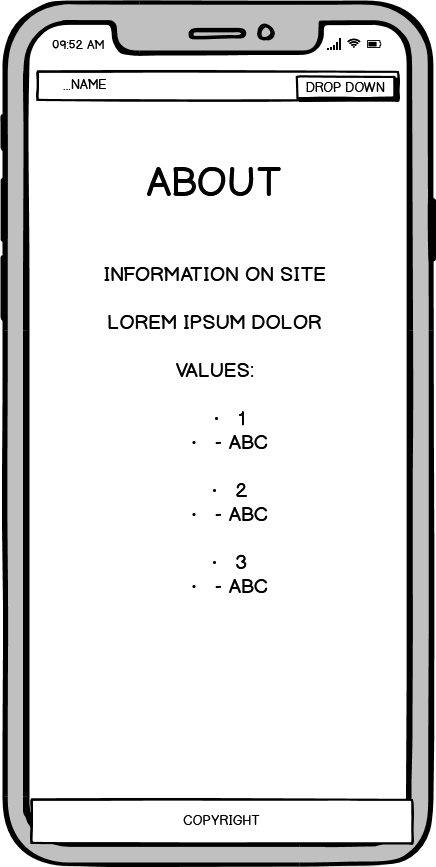 09:52 AM
...NAME
DROP DOWN
ABOUT
INFORMATION ON SITE
LOREM IPSUM DOLOR
VALUES:
· 1
· - ABC
· 2
· - ABC
· 3
· - ABC
COPYRIGHT